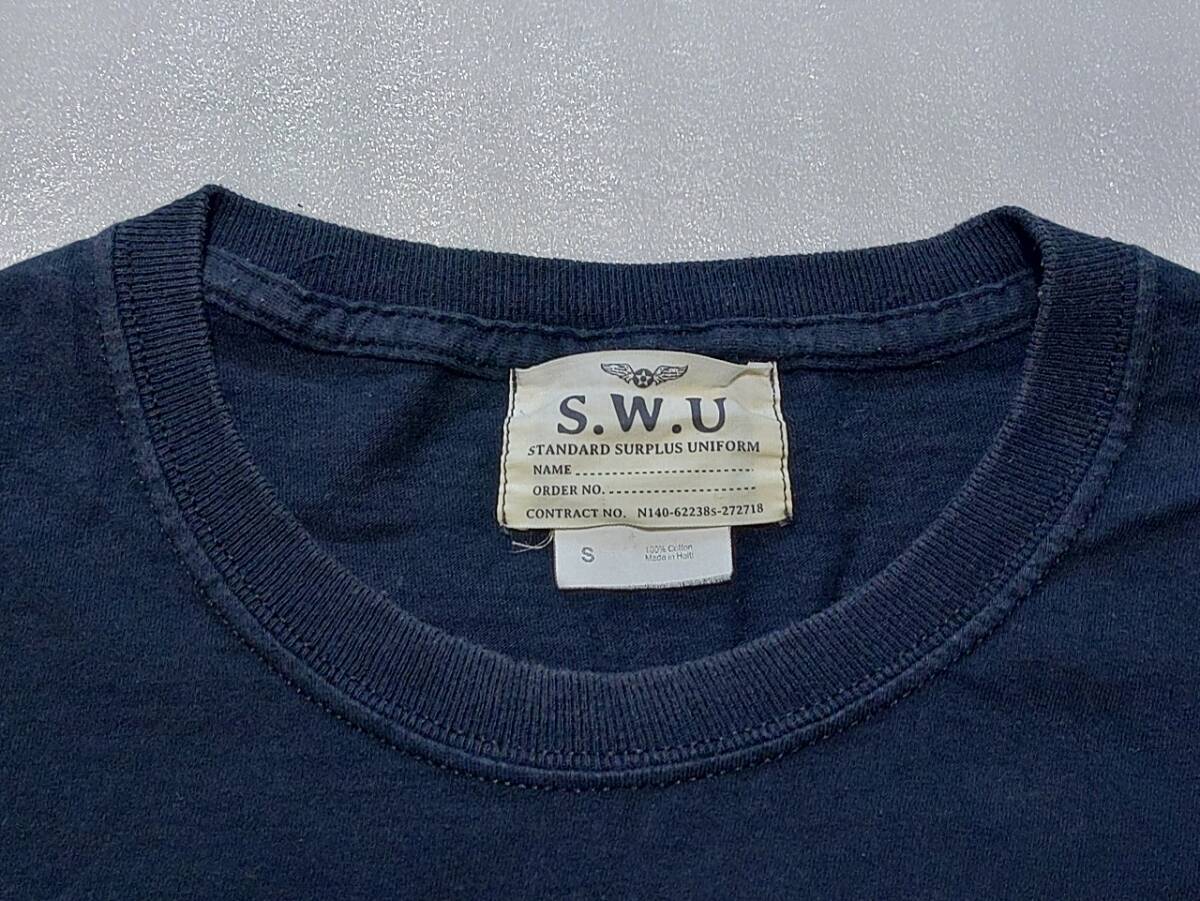 S.W.U
STANDARD SURPLUS UNIFORM
NAME
ORDER NO.
CONTRACT NO. N140-62238s-272718
S
100% Cotton
Made in Haiti